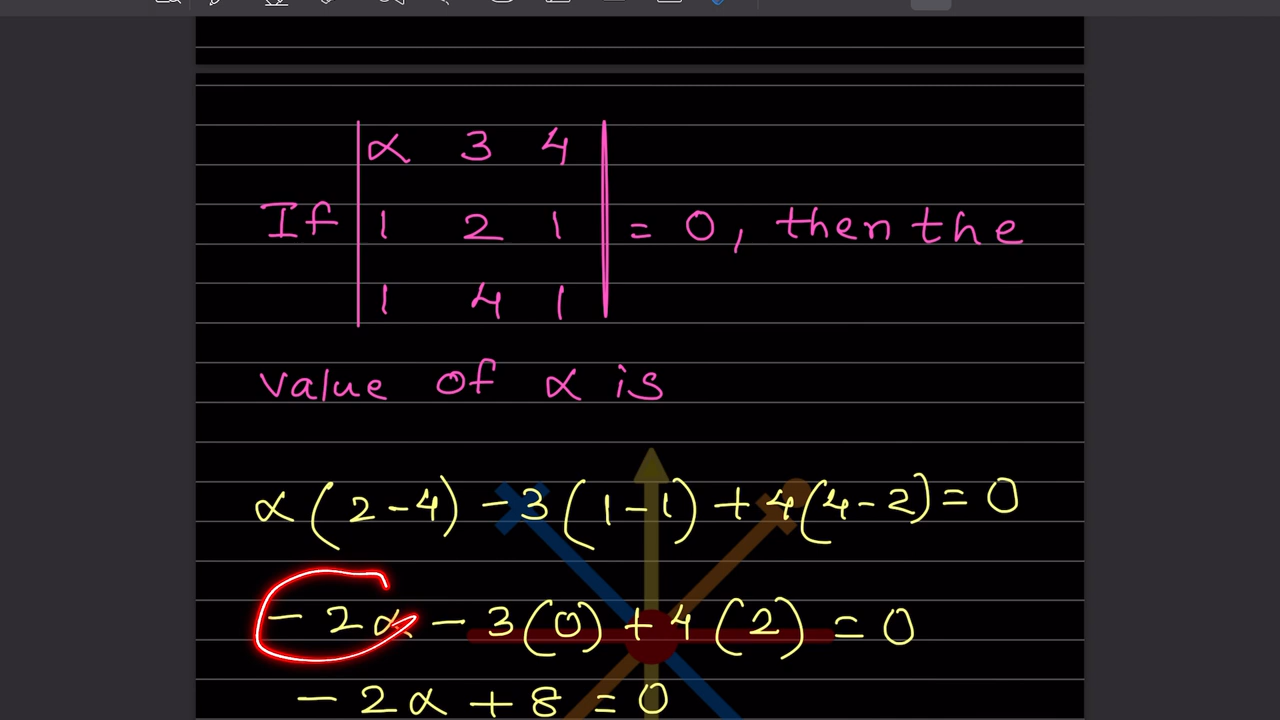 α 3 4
If 1 2 1 = 0, then the
1 4 1
value of α is
α(2-4) -3(1-1) +4(4-2) = 0
-2α - 3(0) + 4(2) = 0
-2α + 8 = 0